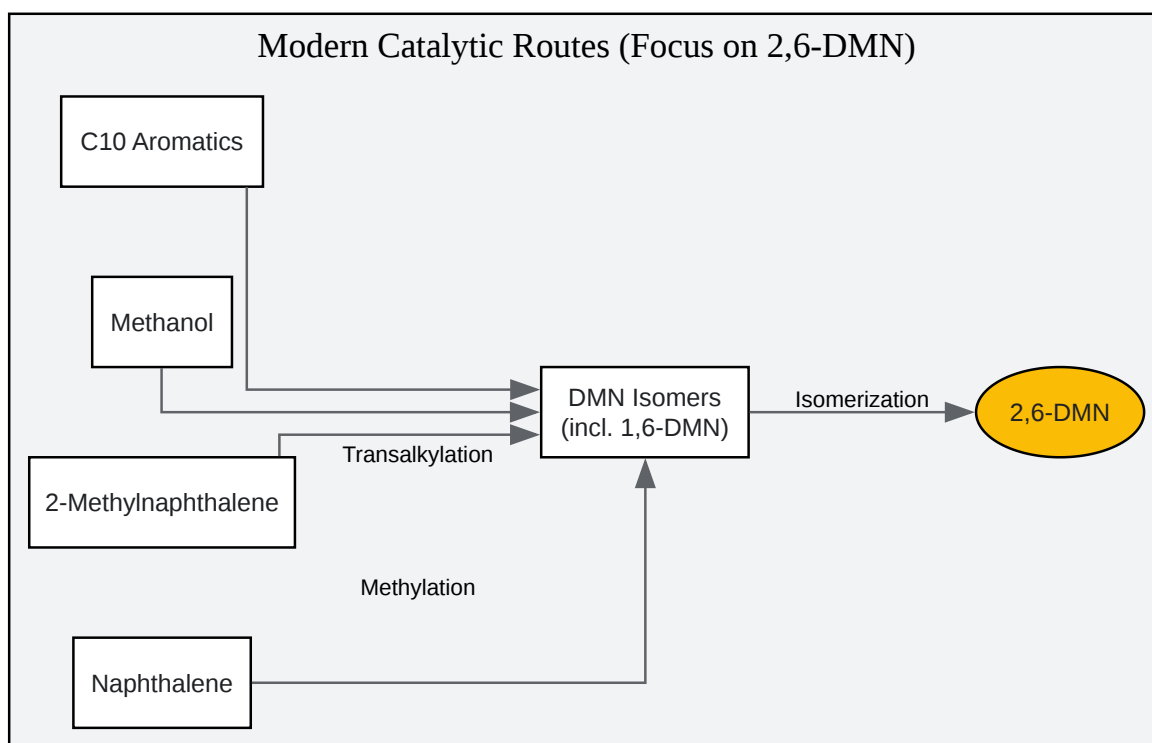 Modern Catalytic Routes (Focus on 2,6-DMN)
C10 Aromatics
Methanol
DMN Isomers
(incl. 1,6-DMN)
Isomerization
2,6-DMN
Transalkylation
2-Methylnaphthalene
Methylation
Naphthalene